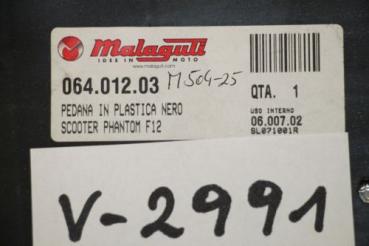 Malaguti
IDEE IN MOTO
www.malaguti.com
064.012.03 M504-25 QTA. 1
PEDANA IN PLASTICA NERO USO INTERNO
SCOOTER PHANTOM F12 06.007.02
SL071001R
V-2991